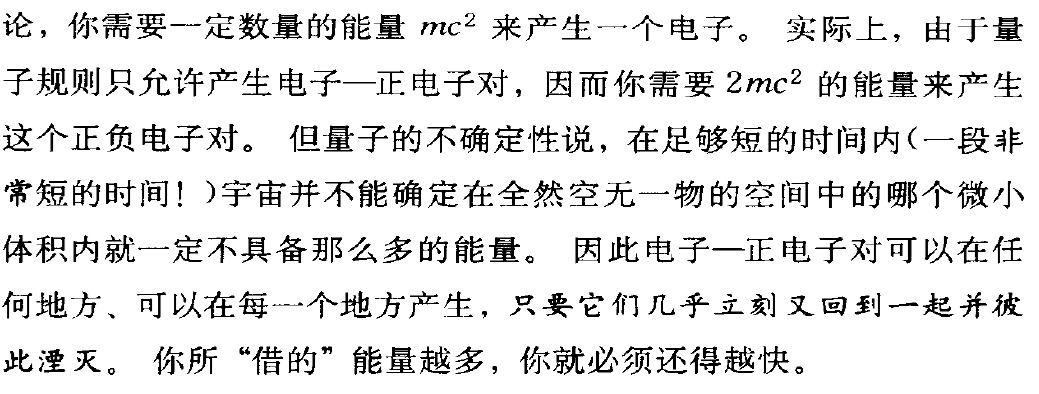 论，你需要一定数量的能量 mc² 来产生一个电子。 实际上，由于量
子规则只允许产生电子—正电子对，因而你需要 2mc² 的能量来产生
这个正负电子对。 但量子的不确定性说，在足够短的时间内(一段非
常短的时间！)宇宙并不能确定在全然空无一物的空间中的哪个微小
体积内就一定不具备那么多的能量。 因此电子—正电子对可以在任
何地方、可以在每一个地方产生，只要它们几乎立刻又回到一起并彼
此湮灭。 你所“借的”能量越多，你就必须还得越快。